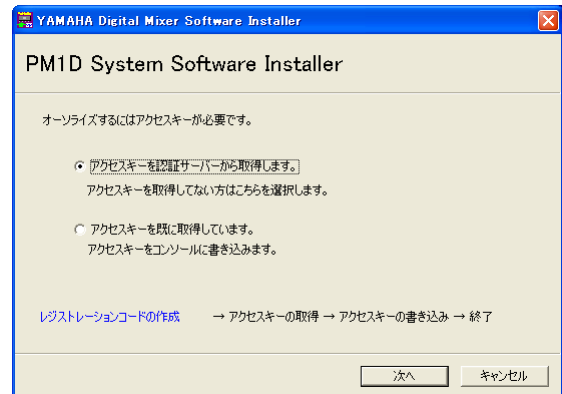 YAMAHA Digital Mixer Software Installer
PM1D System Software Installer
オーソライズするにはアクセスキーが必要です。
アクセスキーを認証サーバーから取得します。
アクセスキーを取得してない方はこちらを選択します。
アクセスキーを既に取得しています。
アクセスキーをコンソールに書き込みます。
レジストレーションコードの作成 → アクセスキーの取得 → アクセスキーの書き込み → 終了
次へ キャンセル